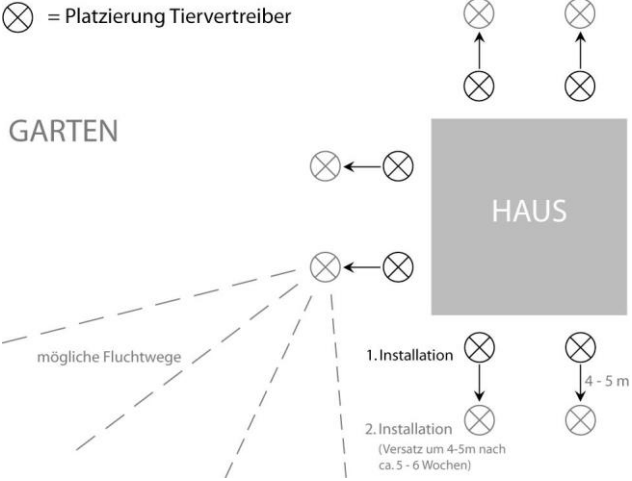 = Platzierung Tiervertreiber
GARTEN
HAUS
mögliche Fluchtwege
1. Installation
4 - 5 m
2. Installation
(Versatz um 4-5m nach
ca. 5 - 6 Wochen)